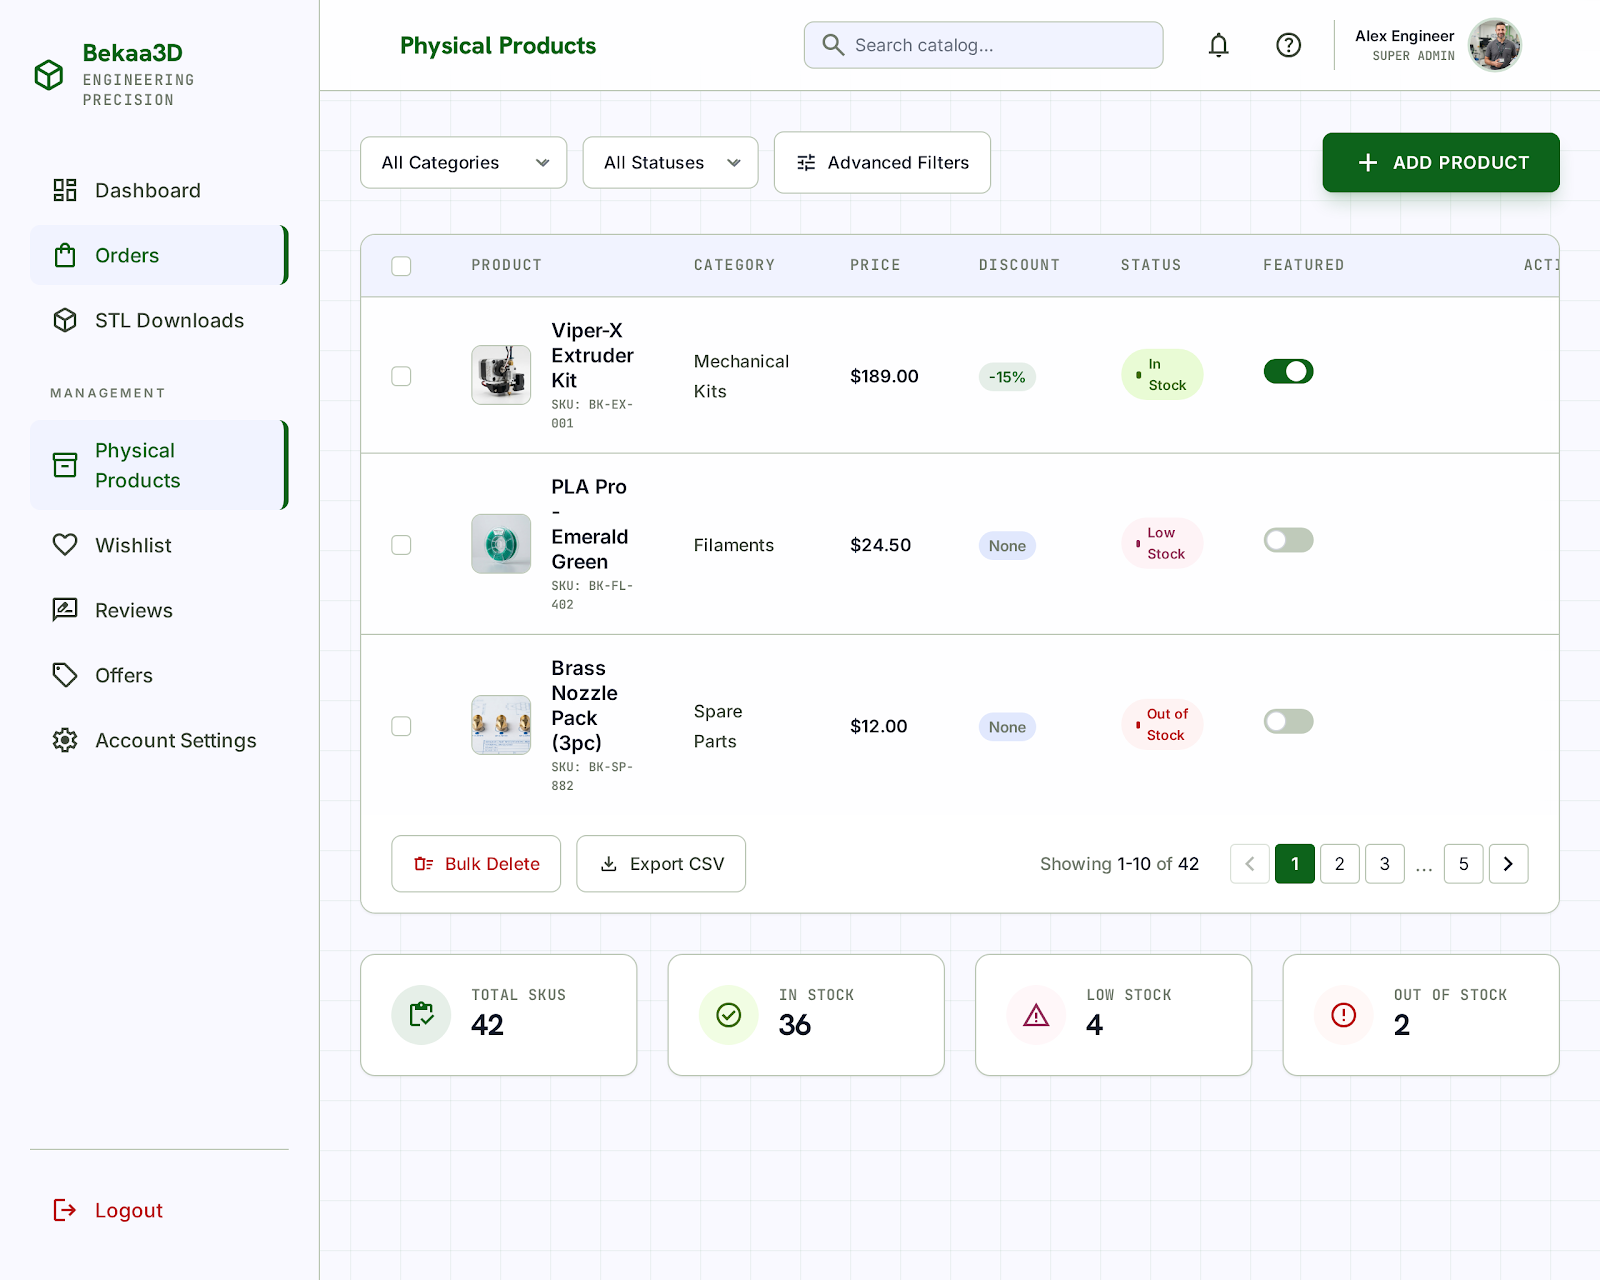 Bekaa3D
ENGINEERING
PRECISION
Dashboard
Orders
STL Downloads
MANAGEMENT
Physical
Products
Wishlist
Reviews
Offers
Account Settings
Logout
Physical Products
Search catalog...
Alex Engineer
SUPER ADMIN
All Categories
All Statuses
Advanced Filters
ADD PRODUCT
PRODUCT CATEGORY PRICE DISCOUNT STATUS FEATURED ACTI
Viper-X
Extruder
Kit
SKU: BK-EX-
001
Mechanical
Kits
$189.00
-15%
In
Stock
PLA Pro
-
Emerald
Green
SKU: BK-FL-
402
Filaments
$24.50
None
Low
Stock
Brass
Nozzle
Pack
(3pc)
SKU: BK-SP-
882
Spare
Parts
$12.00
None
Out of
Stock
Bulk Delete
Export CSV
Showing 1-10 of 42
1 2 3 ... 5
TOTAL SKUS
42
IN STOCK
36
LOW STOCK
4
OUT OF STOCK
2